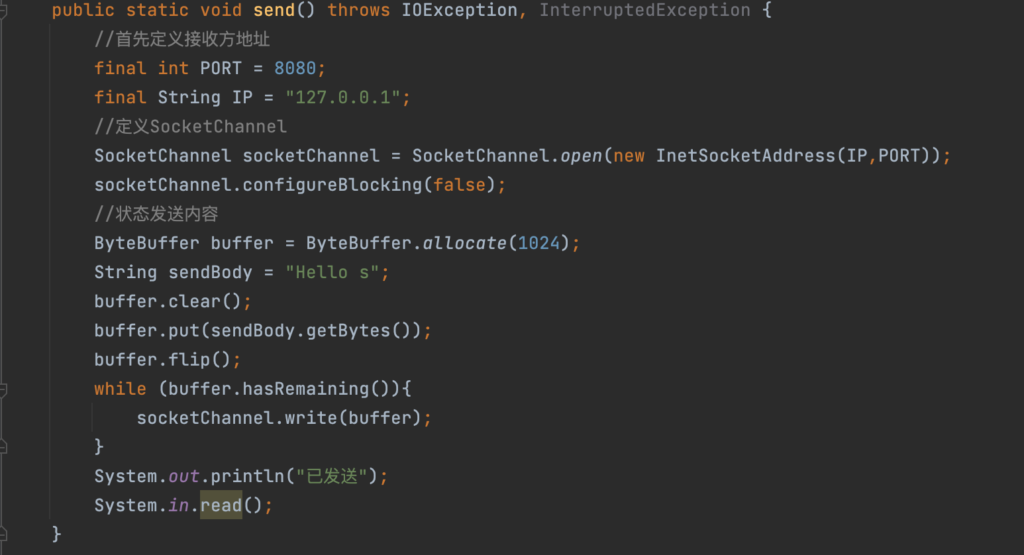 public static void send() throws IOException, InterruptedException {
//首先定义接收方地址
final int PORT = 8080;
final String IP = "127.0.0.1";
//定义SocketChannel
SocketChannel socketChannel = SocketChannel.open(new InetSocketAddress(IP,PORT));
socketChannel.configureBlocking(false);
//状态发送内容
ByteBuffer buffer = ByteBuffer.allocate(1024);
String sendBody = "Hello s";
buffer.clear();
buffer.put(sendBody.getBytes());
buffer.flip();
while (buffer.hasRemaining()){
socketChannel.write(buffer);
}
System.out.println("已发送");
System.in.read();
}